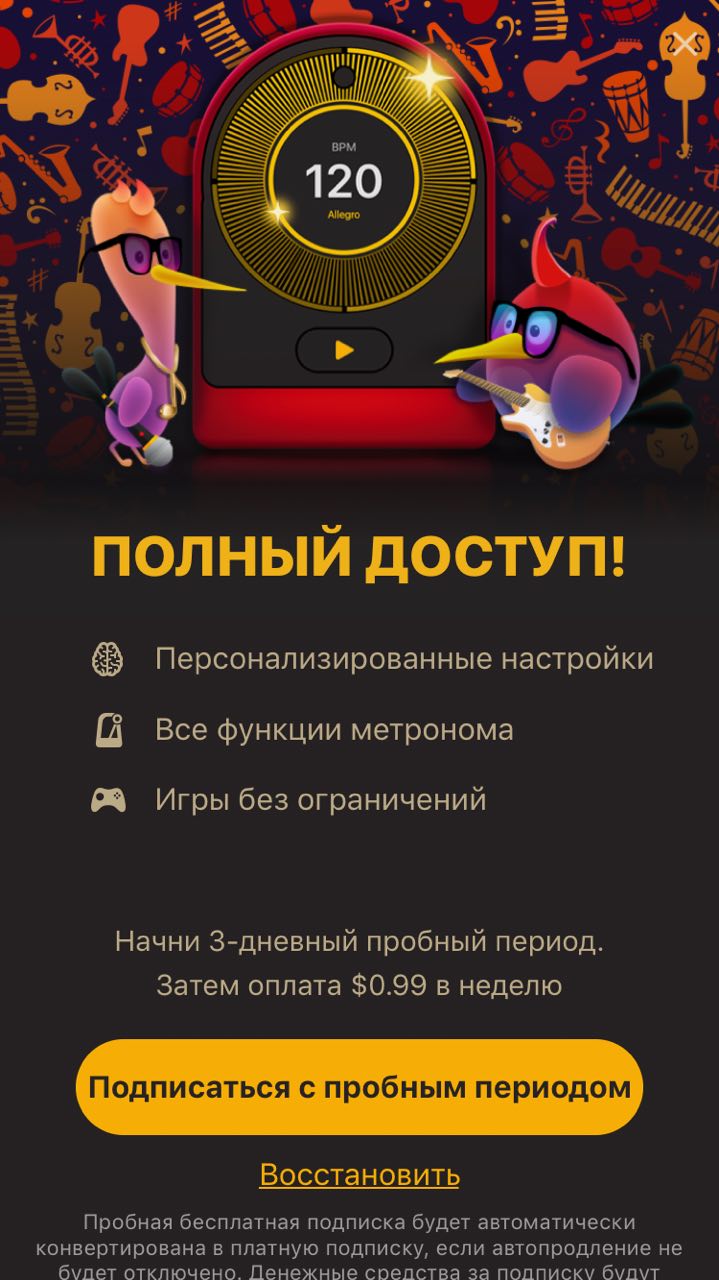 BPM
120
Allegro
ПОЛНЫЙ ДОСТУП!
Персонализированные настройки
Все функции метронома
Игры без ограничений
Начни 3-дневный пробный период.
Затем оплата $0.99 в неделю
Подписаться с пробным периодом
Восстановить
Пробная бесплатная подписка будет автоматически
конвертирована в платную подписку, если автопродление не
будет отключено. Денежные средства за подписку будут